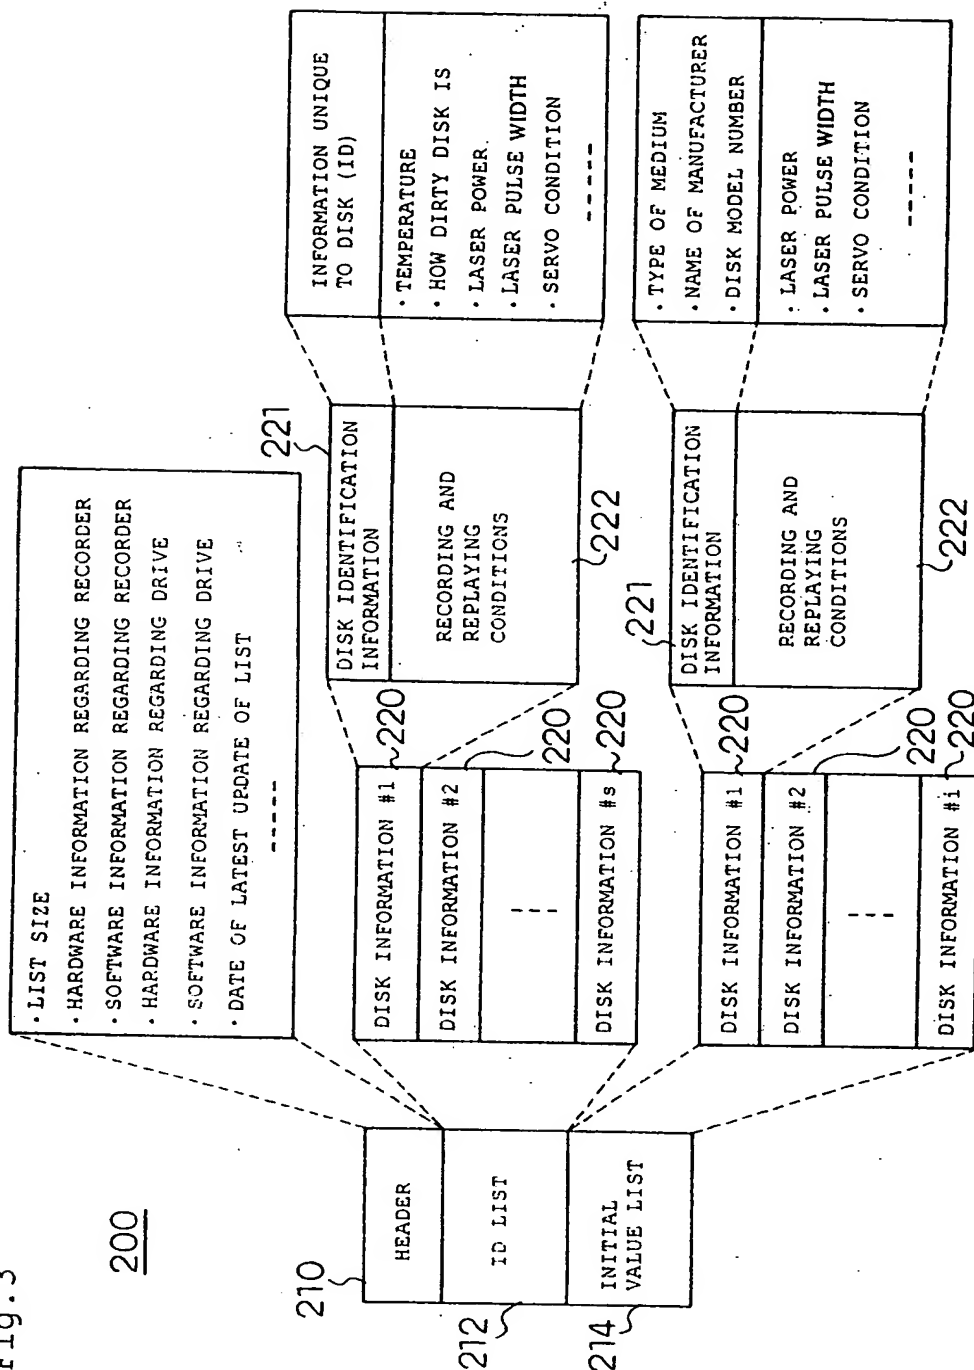 Fig.3
200
210
HEADER
212
ID LIST
214
INITIAL
VALUE LIST
· LIST SIZE
· HARDWARE INFORMATION REGARDING RECORDER
· SOFTWARE INFORMATION REGARDING RECORDER
· HARDWARE INFORMATION REGARDING DRIVE
· SOFTWARE INFORMATION REGARDING DRIVE
· DATE OF LATEST UPDATE OF LIST
-----
DISK INFORMATION #1
220
DISK INFORMATION #2
220
---
DISK INFORMATION #s
220
221
DISK IDENTIFICATION
INFORMATION
RECORDING AND
REPLAYING
CONDITIONS
222
INFORMATION UNIQUE
TO DISK (ID)
· TEMPERATURE
· HOW DIRTY DISK IS
· LASER POWER.
· LASER PULSE WIDTH
· SERVO CONDITION
-----
DISK INFORMATION #1
220
DISK INFORMATION #2
220
---
DISK INFORMATION #i
220
221
DISK IDENTIFICATION
INFORMATION
RECORDING AND
REPLAYING
CONDITIONS
222
· TYPE OF MEDIUM
· NAME OF MANUFACTURER
· DISK MODEL NUMBER
· LASER POWER
· LASER PULSE WIDTH
· SERVO CONDITION
-----